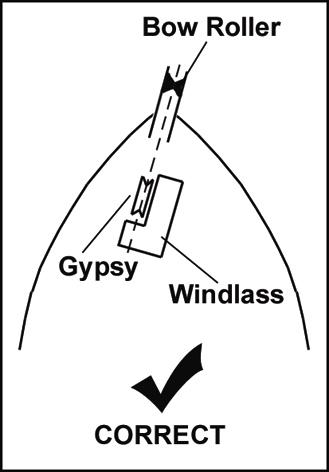 Bow Roller
Gypsy
Windlass
CORRECT